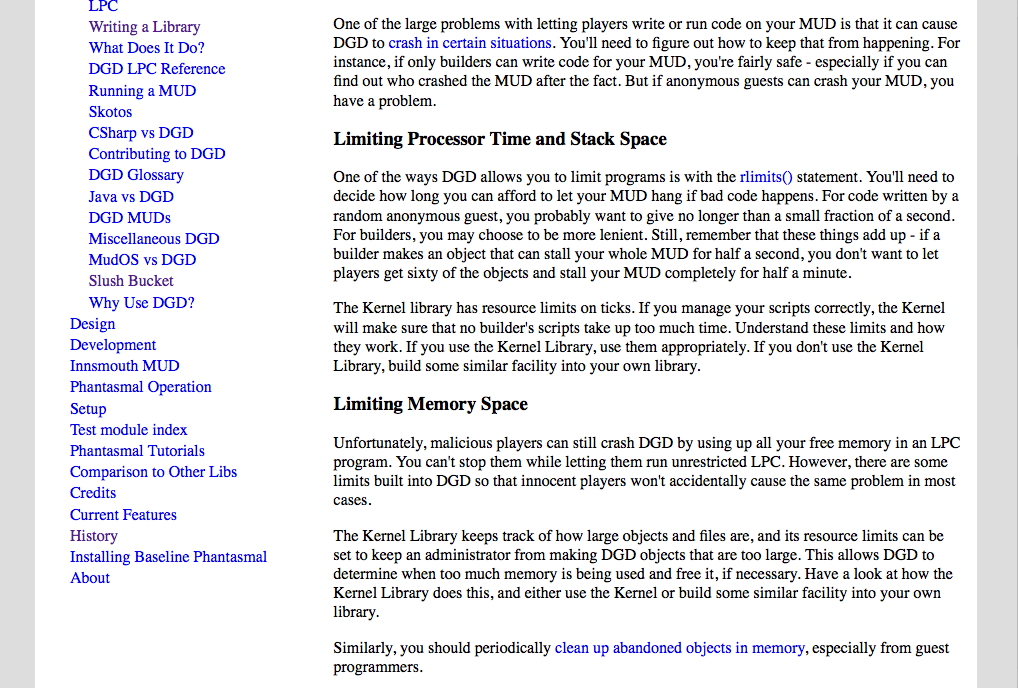 LPC
Writing a Library
What Does It Do?
DGD LPC Reference
Running a MUD
Skotos
CSharp vs DGD
Contributing to DGD
DGD Glossary
Java vs DGD
DGD MUDs
Miscellaneous DGD
MudOS vs DGD
Slush Bucket
Why Use DGD?
Design
Development
Innsmouth MUD
Phantasmal Operation
Setup
Test module index
Phantasmal Tutorials
Comparison to Other Libs
Credits
Current Features
History
Installing Baseline Phantasmal
About
One of the large problems with letting players write or run code on your MUD is that it can cause
DGD to crash in certain situations. You'll need to figure out how to keep that from happening. For
instance, if only builders can write code for your MUD, you're fairly safe - especially if you can
find out who crashed the MUD after the fact. But if anonymous guests can crash your MUD, you
have a problem.
Limiting Processor Time and Stack Space
One of the ways DGD allows you to limit programs is with the rlimits() statement. You'll need to
decide how long you can afford to let your MUD hang if bad code happens. For code written by a
random anonymous guest, you probably want to give no longer than a small fraction of a second.
For builders, you may choose to be more lenient. Still, remember that these things add up - if a
builder makes an object that can stall your whole MUD for half a second, you don't want to let
players get sixty of the objects and stall your MUD completely for half a minute.
The Kernel library has resource limits on ticks. If you manage your scripts correctly, the Kernel
will make sure that no builder's scripts take up too much time. Understand these limits and how
they work. If you use the Kernel Library, use them appropriately. If you don't use the Kernel
Library, build some similar facility into your own library.
Limiting Memory Space
Unfortunately, malicious players can still crash DGD by using up all your free memory in an LPC
program. You can't stop them while letting them run unrestricted LPC. However, there are some
limits built into DGD so that innocent players won't accidentally cause the same problem in most
cases.
The Kernel Library keeps track of how large objects and files are, and its resource limits can be
set to keep an administrator from making DGD objects that are too large. This allows DGD to
determine when too much memory is being used and free it, if necessary. Have a look at how the
Kernel Library does this, and either use the Kernel or build some similar facility into your own
library.
Similarly, you should periodically clean up abandoned objects in memory, especially from guest
programmers.